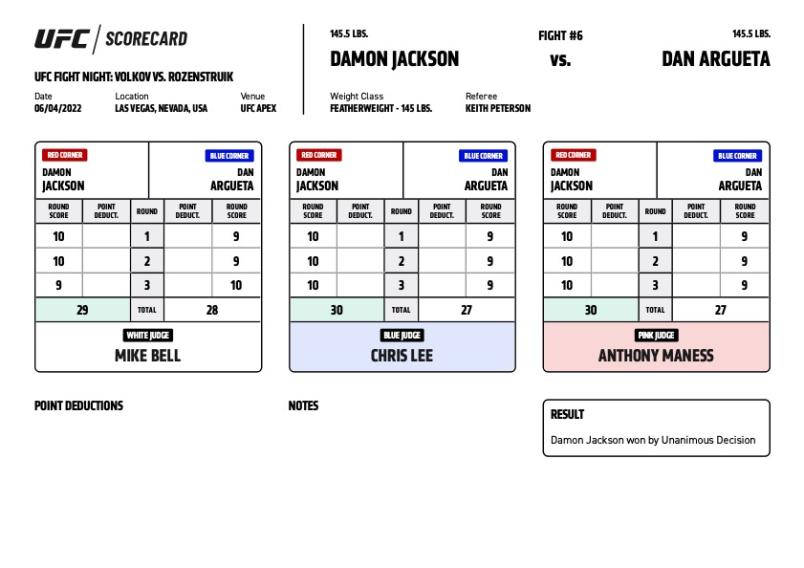 UFC / SCORECARD
UFC FIGHT NIGHT: VOLKOV VS. ROZENSTRUIK
Date Location Venue
06/04/2022 LAS VEGAS, NEVADA, USA UFC APEX
145.5 LBS. FIGHT #6 145.5 LBS.
DAMON JACKSON VS. DAN ARGUETA
Weight Class Referee
FEATHERWEIGHT - 145 LBS. KEITH PETERSON
RED CORNER BLUE CORNER
DAMON DAN
JACKSON ARGUETA
ROUND POINT ROUND POINT ROUND
SCORE DEDUCT. DEDUCT. SCORE
10 1 9
10 2 9
9 3 10
29 TOTAL 28
WHITE JUDGE
MIKE BELL
RED CORNER BLUE CORNER
DAMON DAN
JACKSON ARGUETA
ROUND POINT ROUND POINT ROUND
SCORE DEDUCT. DEDUCT. SCORE
10 1 9
10 2 9
10 3 9
30 TOTAL 27
BLUE JUDGE
CHRIS LEE
RED CORNER BLUE CORNER
DAMON DAN
JACKSON ARGUETA
ROUND POINT ROUND POINT ROUND
SCORE DEDUCT. DEDUCT. SCORE
10 1 9
10 2 9
10 3 9
30 TOTAL 27
PINK JUDGE
ANTHONY MANESS
POINT DEDUCTIONS
NOTES
RESULT
Damon Jackson won by Unanimous Decision